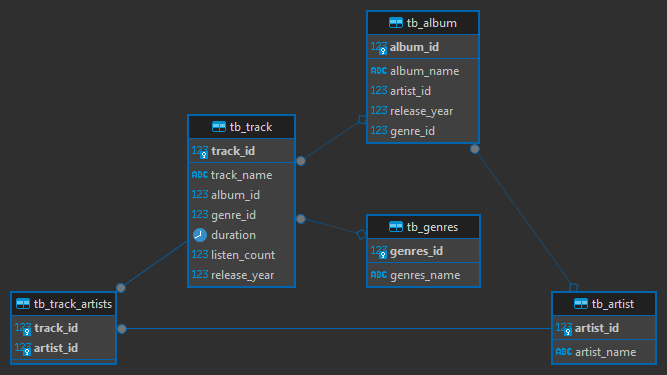 tb_album
123 album_id
ABC album_name
123 artist_id
123 release_year
123 genre_id
tb_track
123 track_id
ABC track_name
123 album_id
123 genre_id
duration
123 listen_count
123 release_year
tb_genres
123 genres_id
ABC genres_name
tb_track_artists
123 track_id
123 artist_id
tb_artist
123 artist_id
ABC artist_name